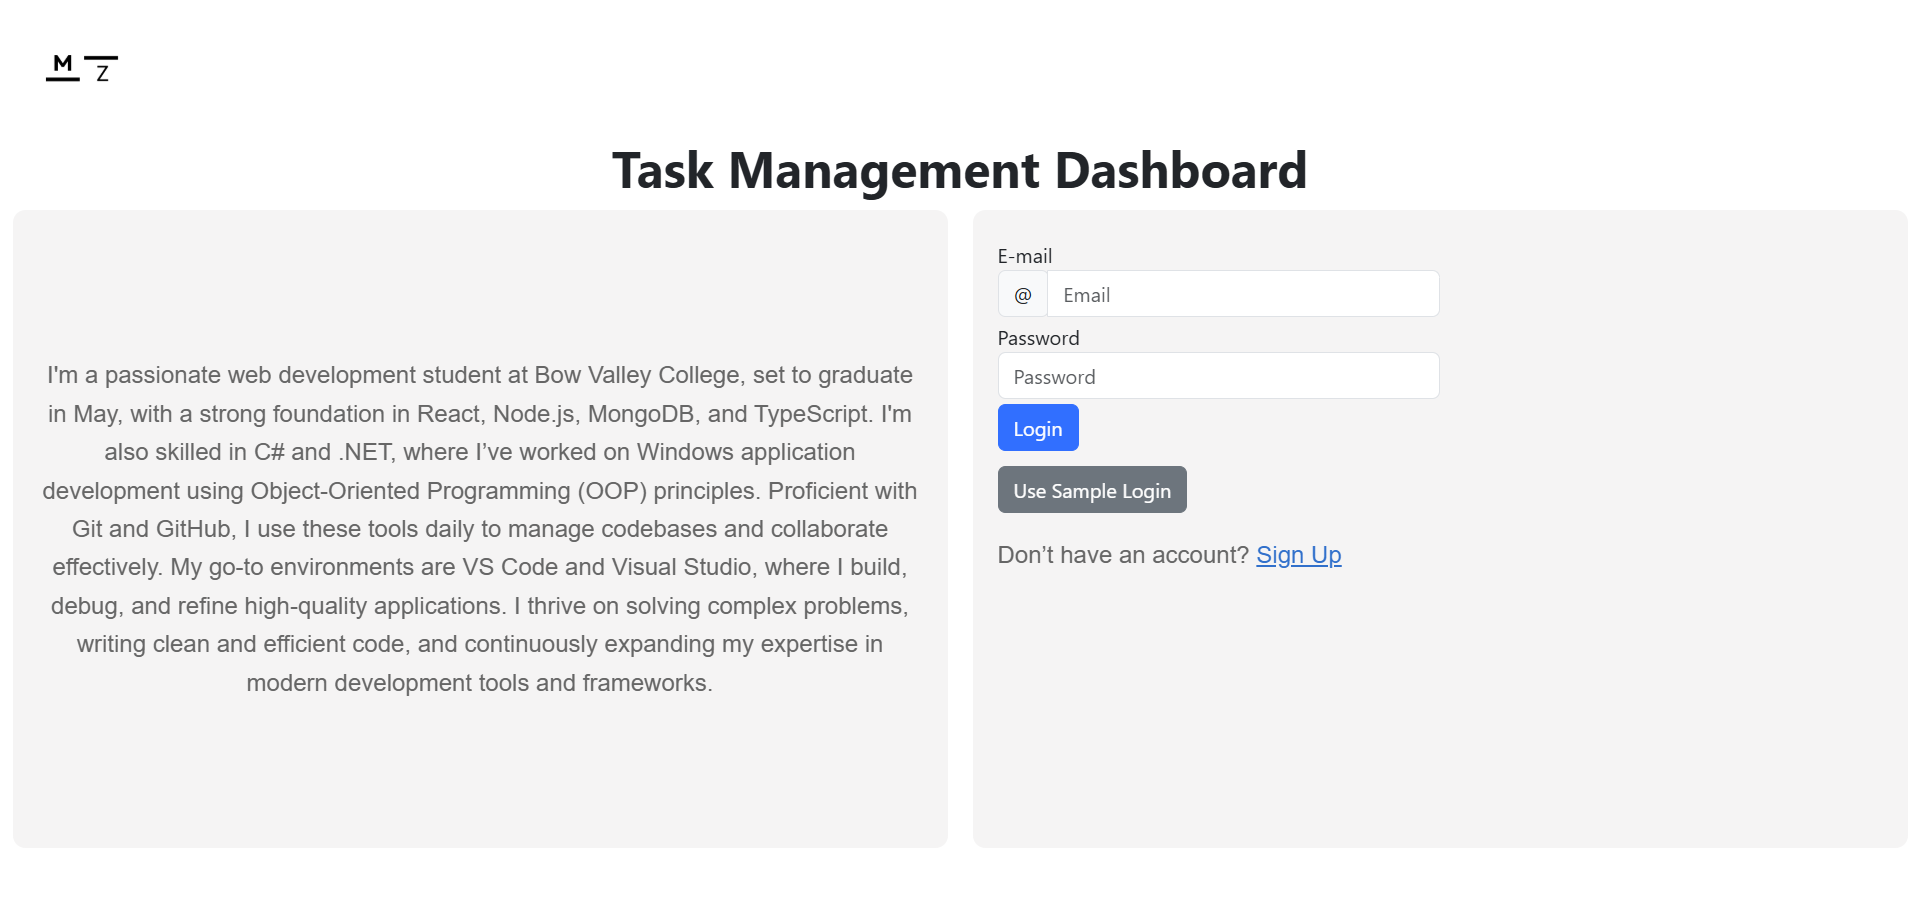 M
Z
Task Management Dashboard
I'm a passionate web development student at Bow Valley College, set to graduate
in May, with a strong foundation in React, Node.js, MongoDB, and TypeScript. I'm
also skilled in C# and .NET, where I’ve worked on Windows application
development using Object-Oriented Programming (OOP) principles. Proficient with
Git and GitHub, I use these tools daily to manage codebases and collaborate
effectively. My go-to environments are VS Code and Visual Studio, where I build,
debug, and refine high-quality applications. I thrive on solving complex problems,
writing clean and efficient code, and continuously expanding my expertise in
modern development tools and frameworks.
E-mail
@ Email
Password
Password
Login
Use Sample Login
Don’t have an account? Sign Up